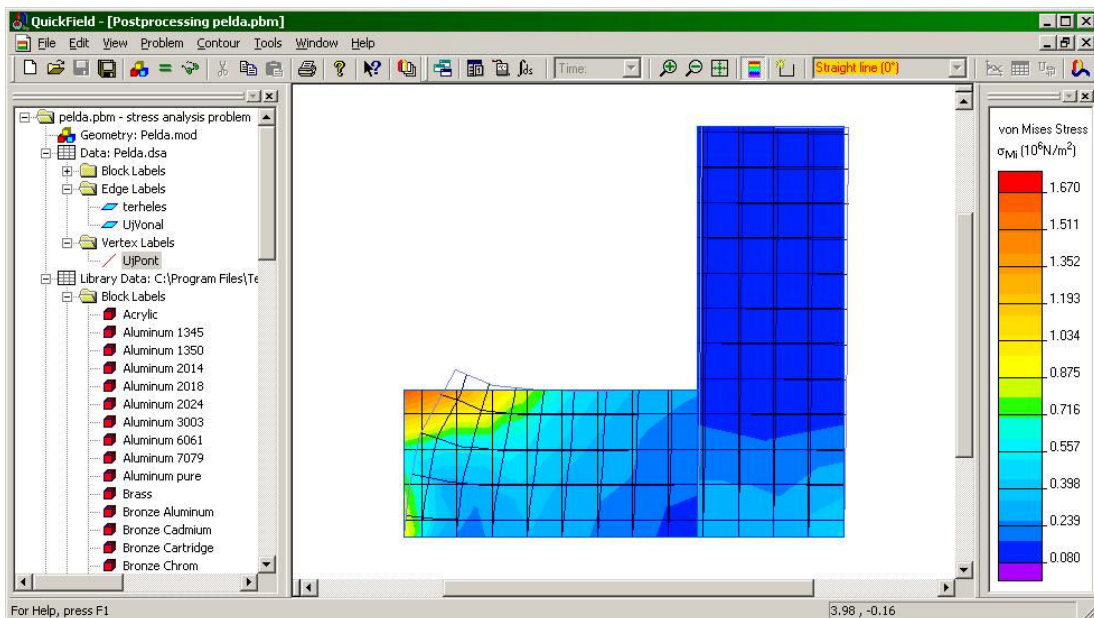 QuickField - [Postprocessing pelda.pbm]
File Edit View Problem Contour Tools Window Help
Time:
Straight line (0°)
pelda.pbm - stress analysis problem
Geometry: Pelda.mod
Data: Pelda.dsa
Block Labels
Edge Labels
terheles
UjVonal
Vertex Labels
UjPont
Library Data: C:\Program Files\Te
Block Labels
Acrylic
Aluminum 1345
Aluminum 1350
Aluminum 2014
Aluminum 2018
Aluminum 2024
Aluminum 3003
Aluminum 6061
Aluminum 7079
Aluminum pure
Brass
Bronze Aluminum
Bronze Cadmium
Bronze Cartridge
Bronze Chrom
von Mises Stress
σMi (10⁶N/m²)
1.670
1.511
1.352
1.193
1.034
0.875
0.716
0.557
0.398
0.239
0.080
For Help, press F1
3.98 , -0.16